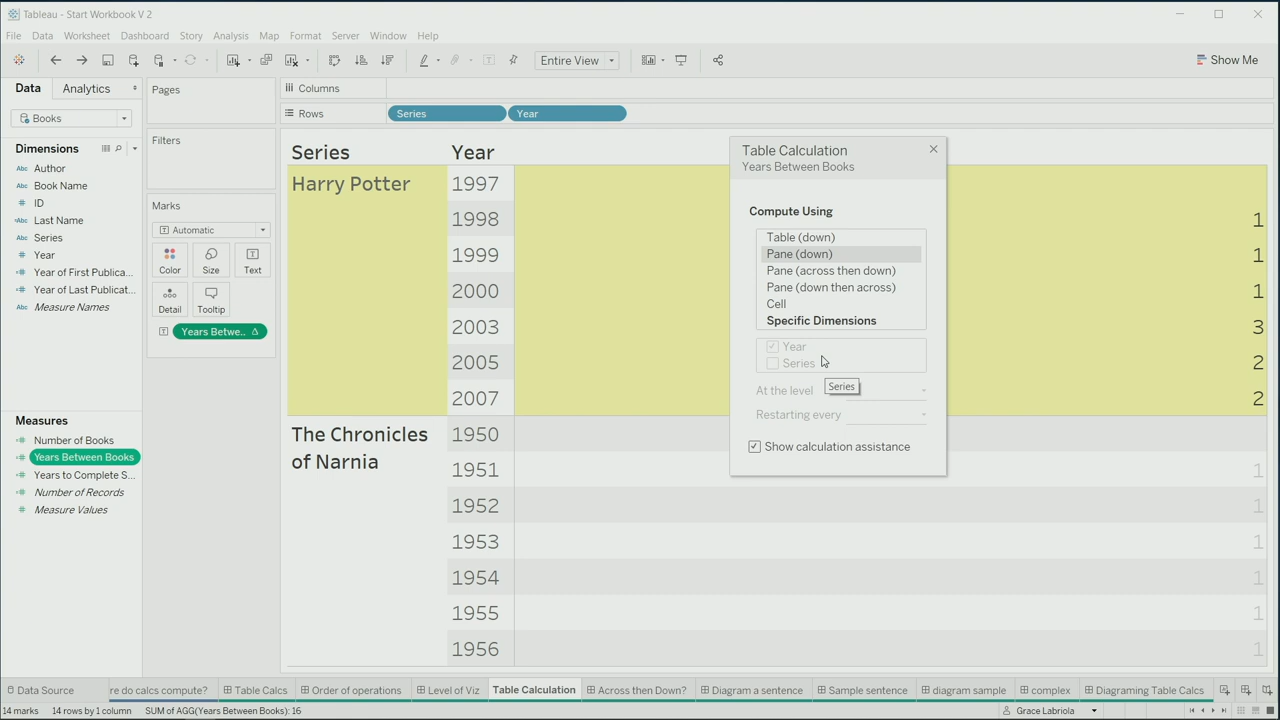 Tableau - Start Workbook V 2
File Data Worksheet Dashboard Story Analysis Map Format Server Window Help
Entire View
Show Me
Data Analytics
Books
Dimensions
Abc Author
Abc Book Name
# ID
Abc Last Name
Abc Series
# Year
# Year of First Publica...
# Year of Last Publicat...
Abc Measure Names
Measures
# Number of Books
# Years Between Books
# Years to Complete S...
# Number of Records
# Measure Values
Pages
Filters
Marks
T Automatic
Color Size Text
Detail Tooltip
T Years Betwe.. Δ
Columns
Rows Series Year
Series Year
Harry Potter 1997
1998 1
1999 1
2000 1
2003 3
2005 2
2007 2
The Chronicles
of Narnia
1950
1951 1
1952 1
1953 1
1954 1
1955 1
1956 1
Table Calculation
Years Between Books
Compute Using
Table (down)
Pane (down)
Pane (across then down)
Pane (down then across)
Cell
Specific Dimensions
Year
Series
Series
At the level
Restarting every
Show calculation assistance
Data Source re do calcs compute? Table Calcs Order of operations Level of Viz Table Calculation Across then Down? Diagram a sentence Sample sentence diagram sample complex Diagraming Table Calcs
14 marks 14 rows by 1 column SUM of AGG(Years Between Books): 16 Grace Labriola